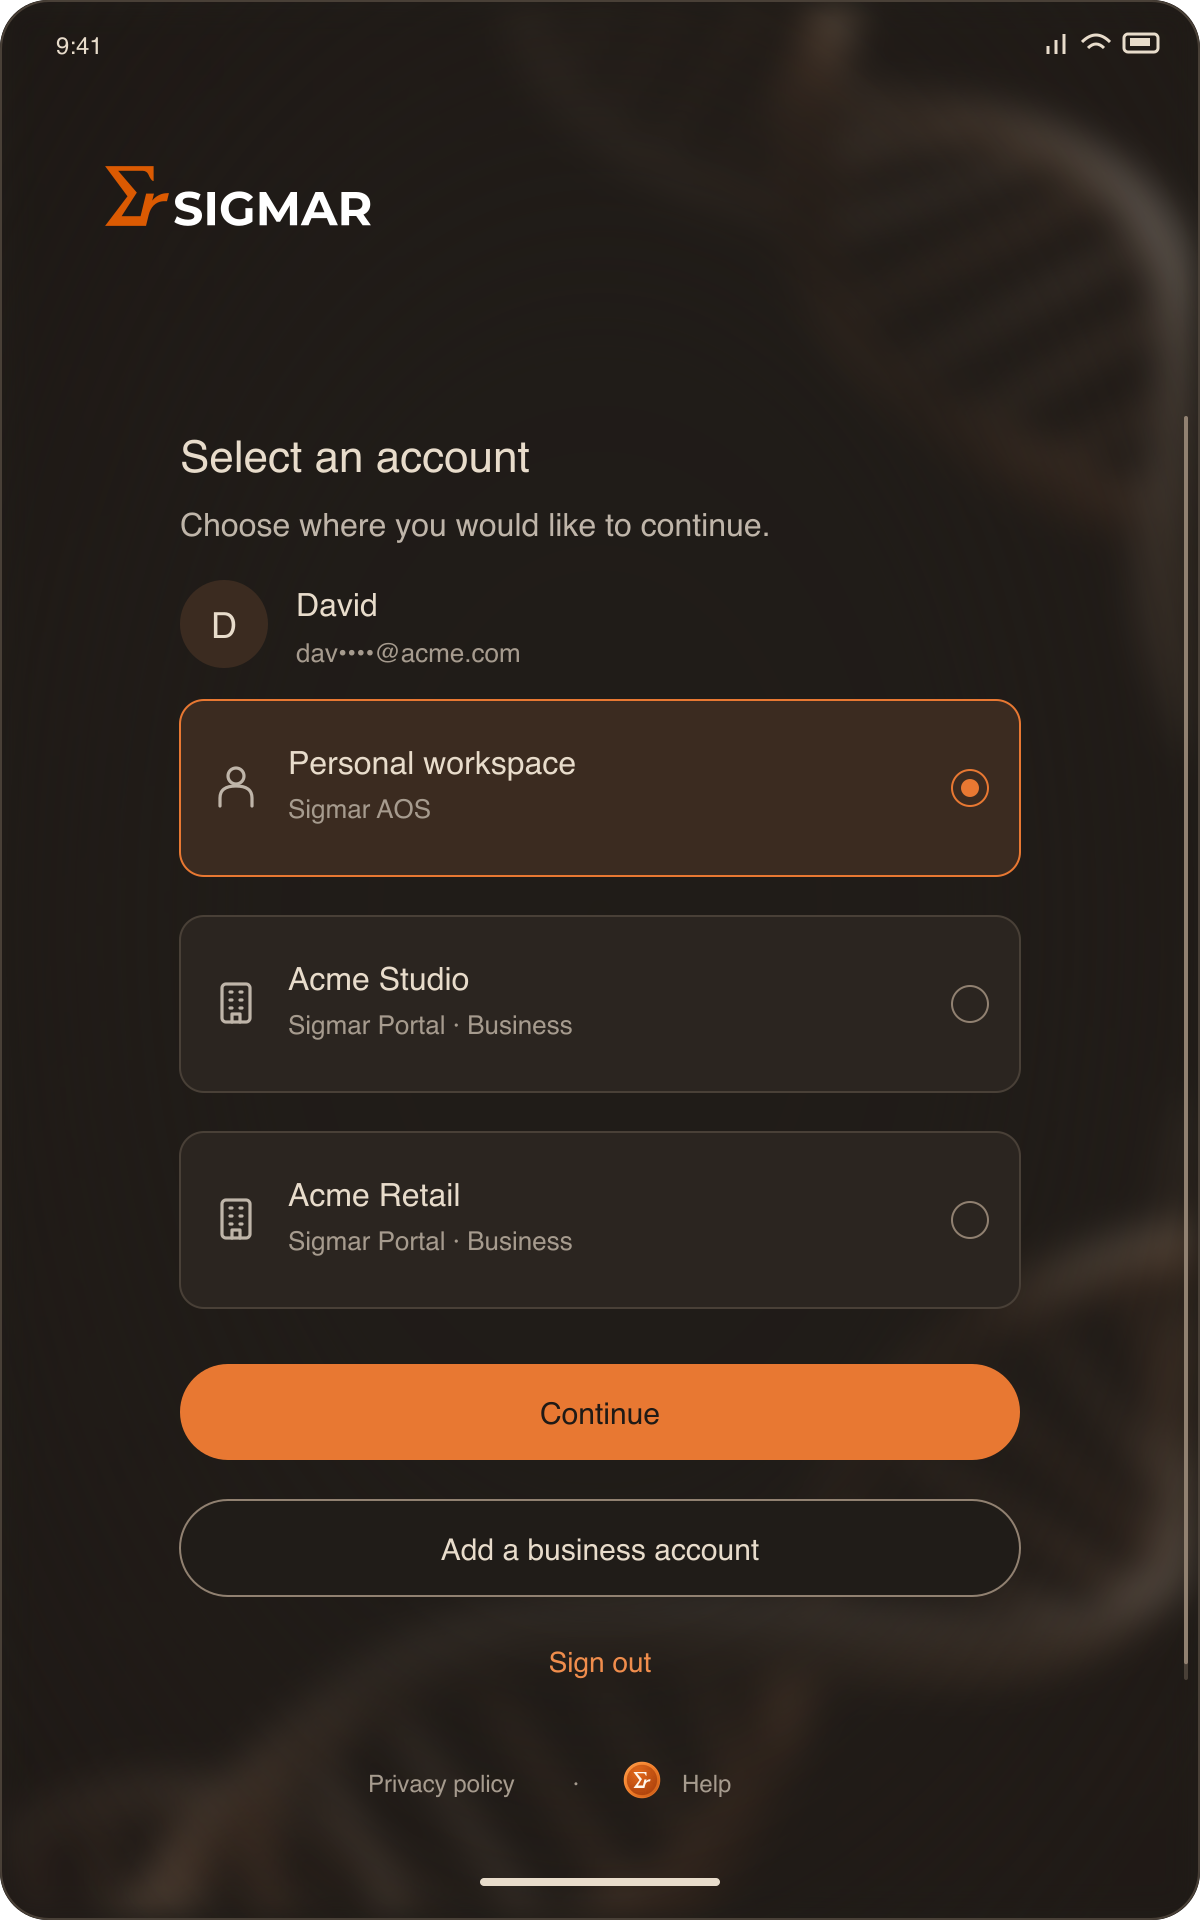 9:41
Σr SIGMAR
Select an account
Choose where you would like to continue.
D
David
dav••••@acme.com
Personal workspace
Sigmar AOS
Acme Studio
Sigmar Portal · Business
Acme Retail
Sigmar Portal · Business
Continue
Add a business account
Sign out
Privacy policy · Σr Help